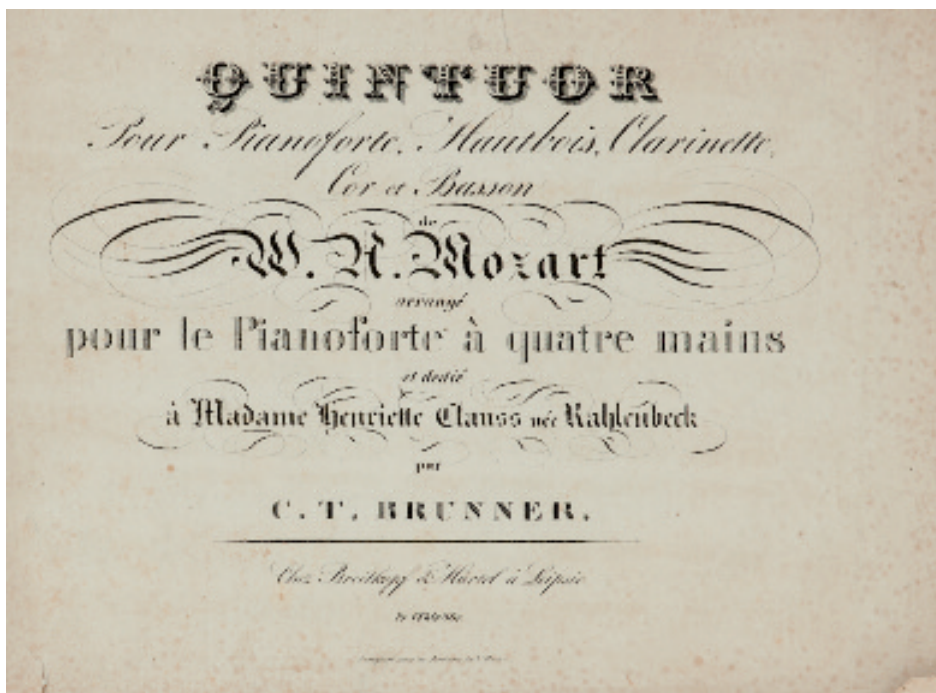 QUINTUOR
Pour Pianoforte, Hautbois, Clarinette,
Cor et Basson
de
W. A. Mozart
arrangé
pour le Pianoforte à quatre mains
et dedié
à Madame Henriette Clauss née Kahlenbeck
par
C. T. BRUNNER.
Chez Breitkopf & Härtel à Leipsic